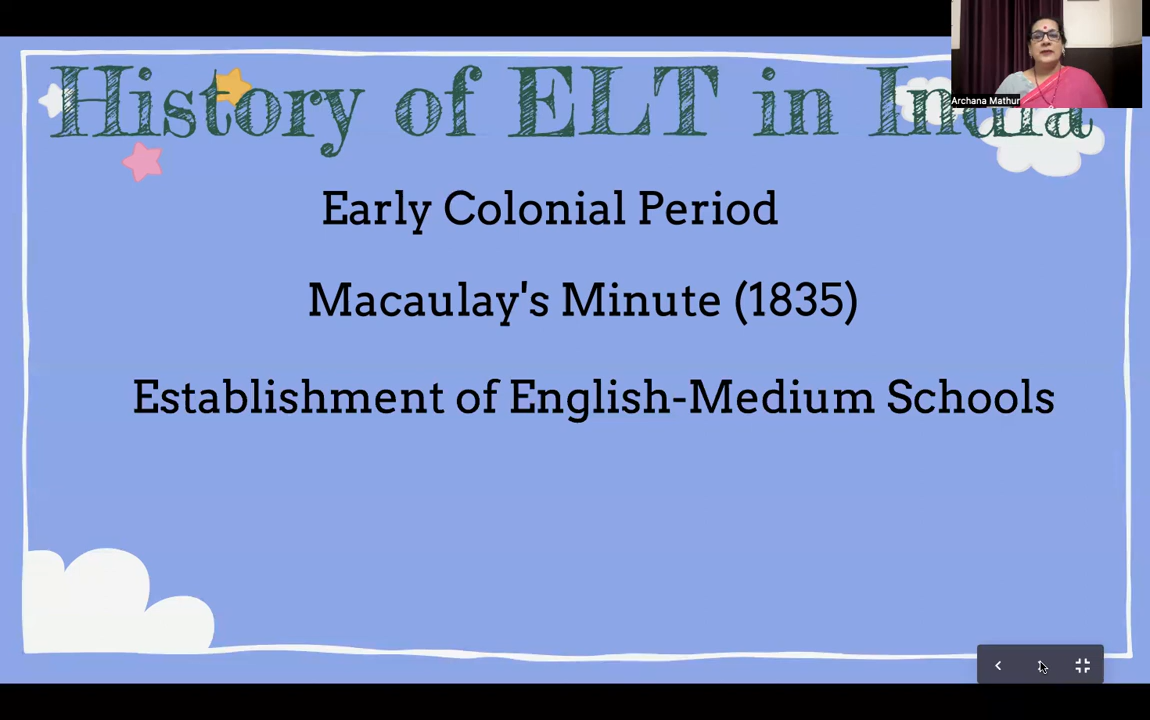 History of ELT in India
Archana Mathur
Early Colonial Period
Macaulay's Minute (1835)
Establishment of English-Medium Schools